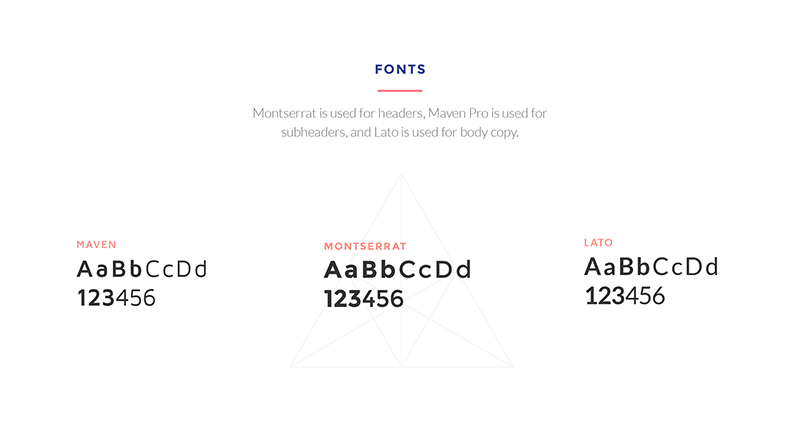 FONTS
Montserrat is used for headers, Maven Pro is used for
subheaders, and Lato is used for body copy.
MAVEN
AaBbCcDd
123456
MONTSERRAT
AaBbCcDd
123456
LATO
AaBbCcDd
123456